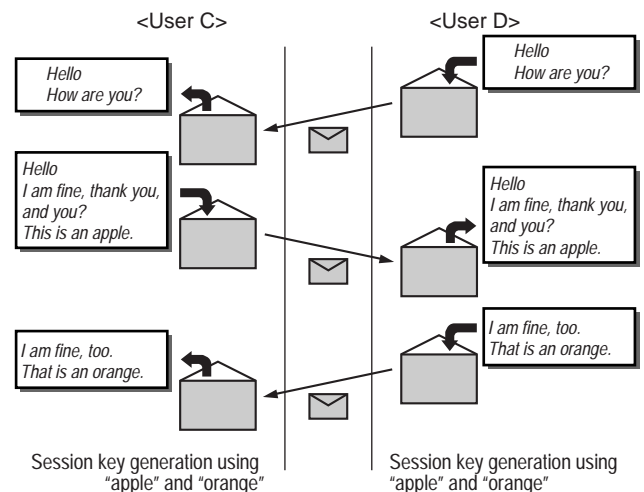 <User C>
<User D>
Hello
How are you?
Hello
How are you?
Hello
I am fine, thank you,
and you?
This is an apple.
Hello
I am fine, thank you,
and you?
This is an apple.
I am fine, too.
That is an orange.
I am fine, too.
That is an orange.
Session key generation using
“apple” and “orange”
Session key generation using
“apple” and “orange”